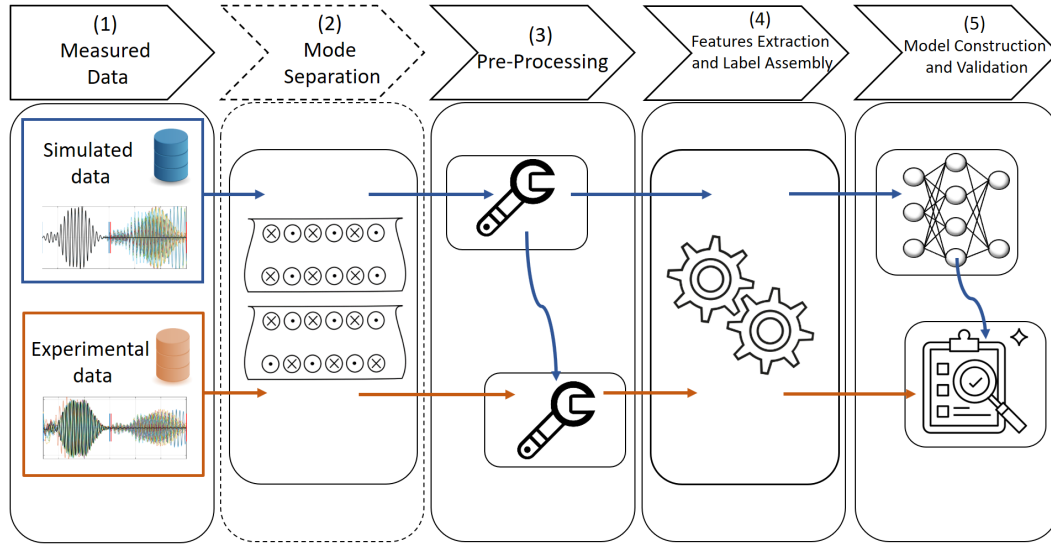 (1)
Measured
Data
(2)
Mode
Separation
(3)
Pre-Processing
(4)
Features Extraction
and Label Assembly
(5)
Model Construction
and Validation
Simulated
data
Experimental
data